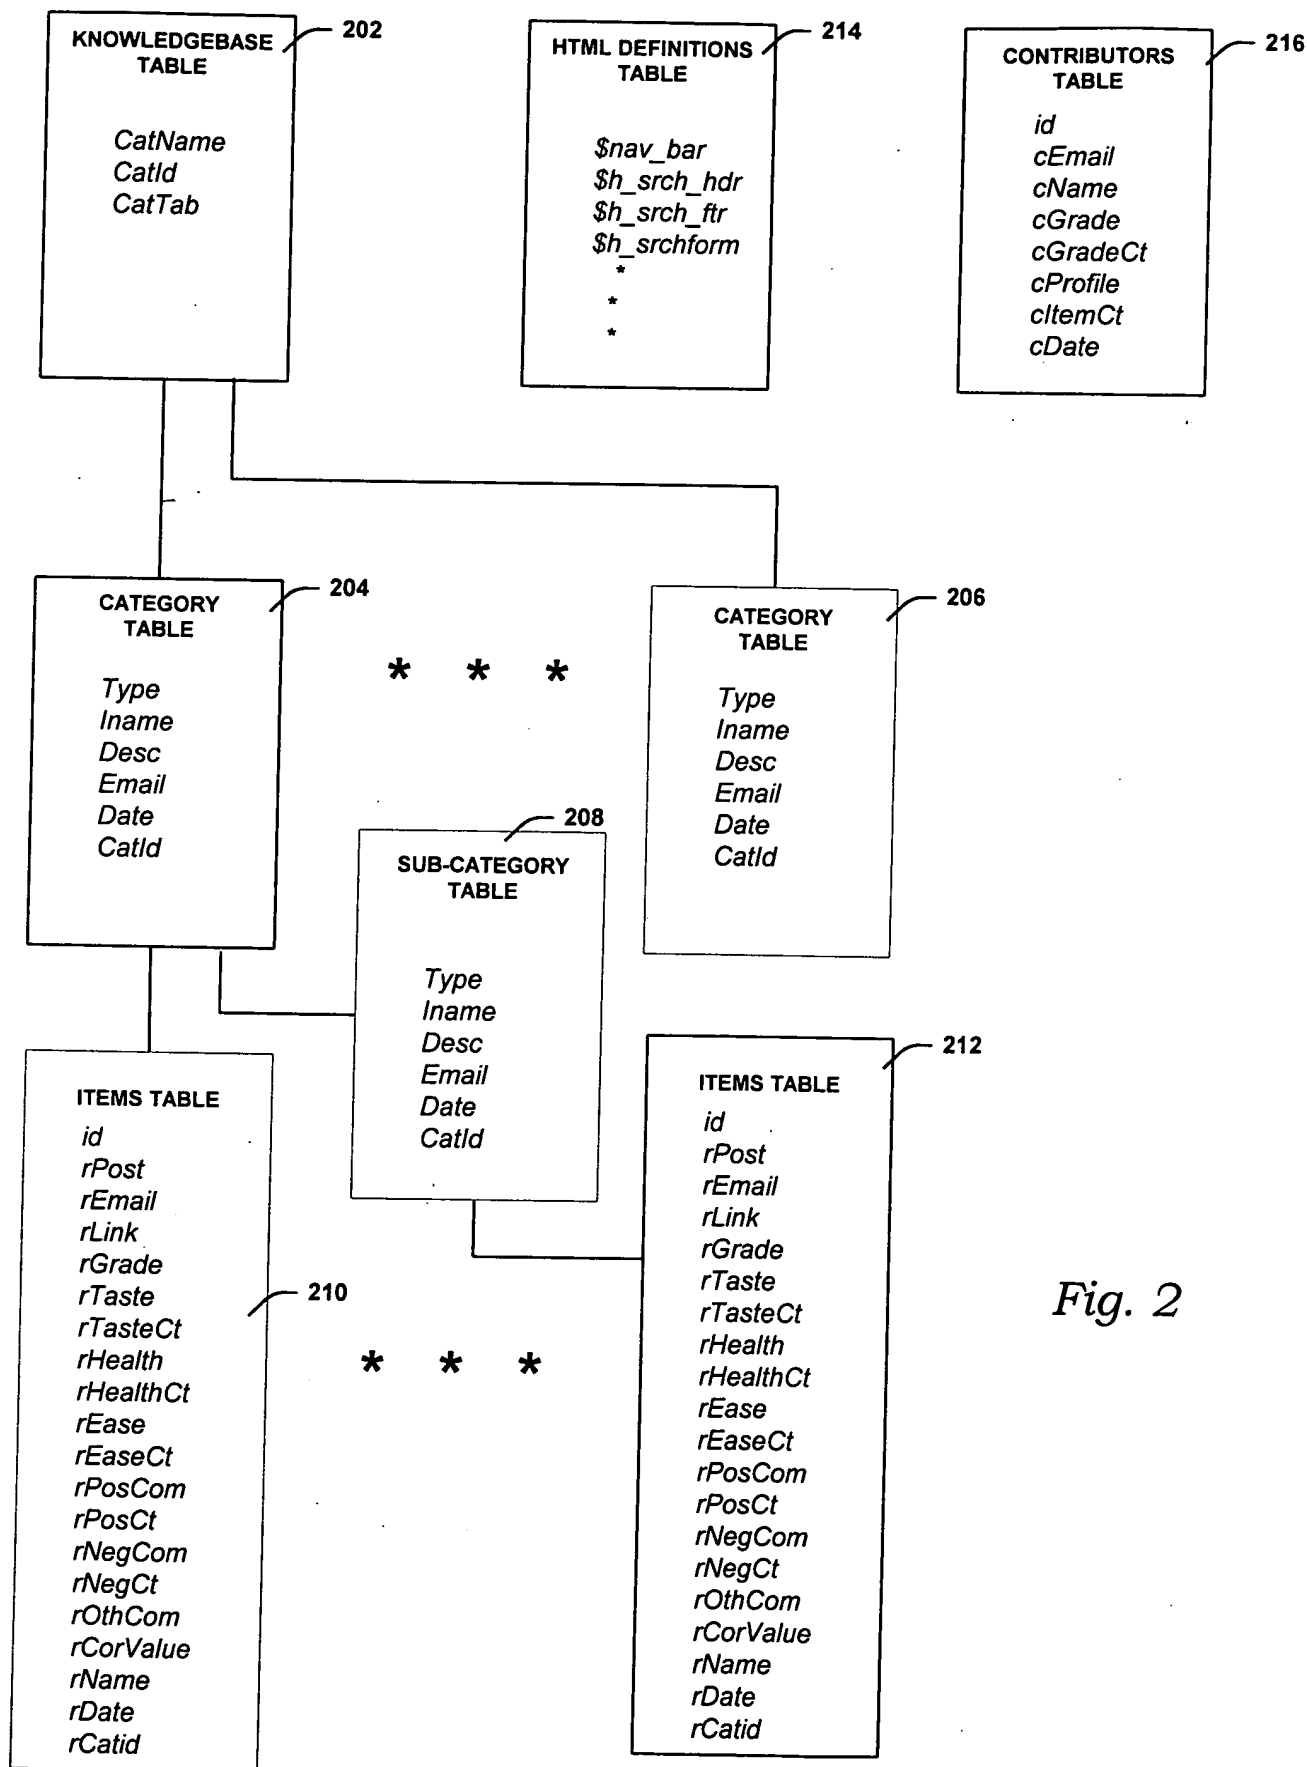 KNOWLEDGEBASE
TABLE
202
CatName
CatId
CatTab
HTML DEFINITIONS
TABLE
214
$nav_bar
$h_srch_hdr
$h_srch_ftr
$h_srchform
*
*
*
CONTRIBUTORS
TABLE
216
id
cEmail
cName
cGrade
cGradeCt
cProfile
cItemCt
cDate
CATEGORY
TABLE
204
Type
Iname
Desc
Email
Date
CatId
* * *
CATEGORY
TABLE
206
Type
Iname
Desc
Email
Date
CatId
SUB-CATEGORY
TABLE
208
Type
Iname
Desc
Email
Date
CatId
ITEMS TABLE
210
id
rPost
rEmail
rLink
rGrade
rTaste
rTasteCt
rHealth
rHealthCt
rEase
rEaseCt
rPosCom
rPosCt
rNegCom
rNegCt
rOthCom
rCorValue
rName
rDate
rCatid
* * *
ITEMS TABLE
212
id
rPost
rEmail
rLink
rGrade
rTaste
rTasteCt
rHealth
rHealthCt
rEase
rEaseCt
rPosCom
rPosCt
rNegCom
rNegCt
rOthCom
rCorValue
rName
rDate
rCatid
Fig. 2